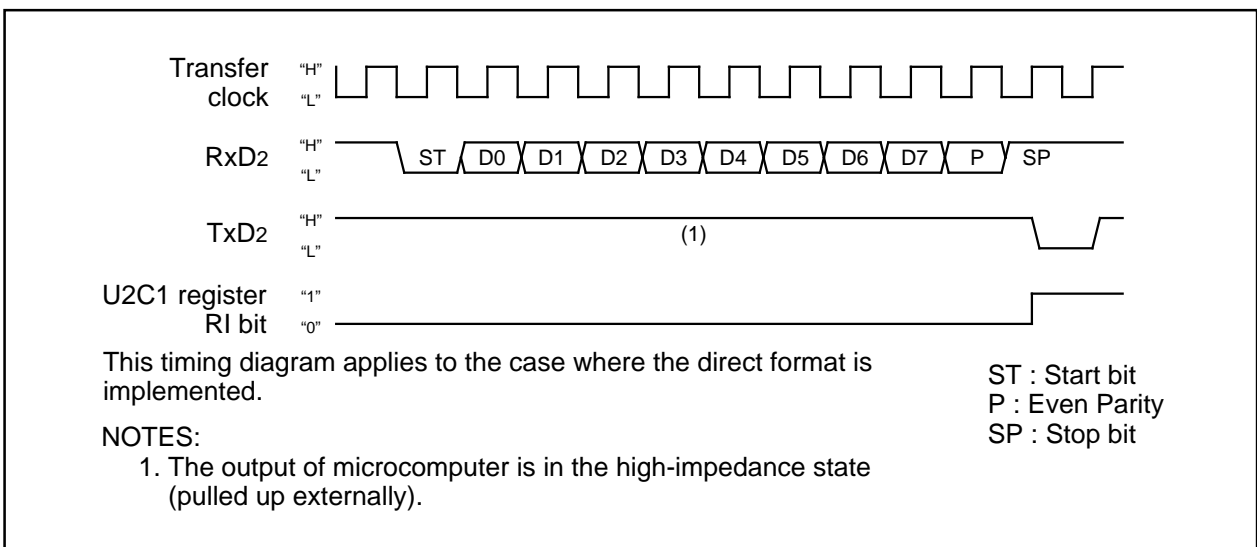 Transfer clock
“H”
“L”
RxD2
“H”
“L”
ST D0 D1 D2 D3 D4 D5 D6 D7 P SP
TxD2
“H”
“L”
(1)
U2C1 register
RI bit
“1”
“0”
This timing diagram applies to the case where the direct format is
implemented.
NOTES:
1. The output of microcomputer is in the high-impedance state
(pulled up externally).
ST : Start bit
P : Even Parity
SP : Stop bit